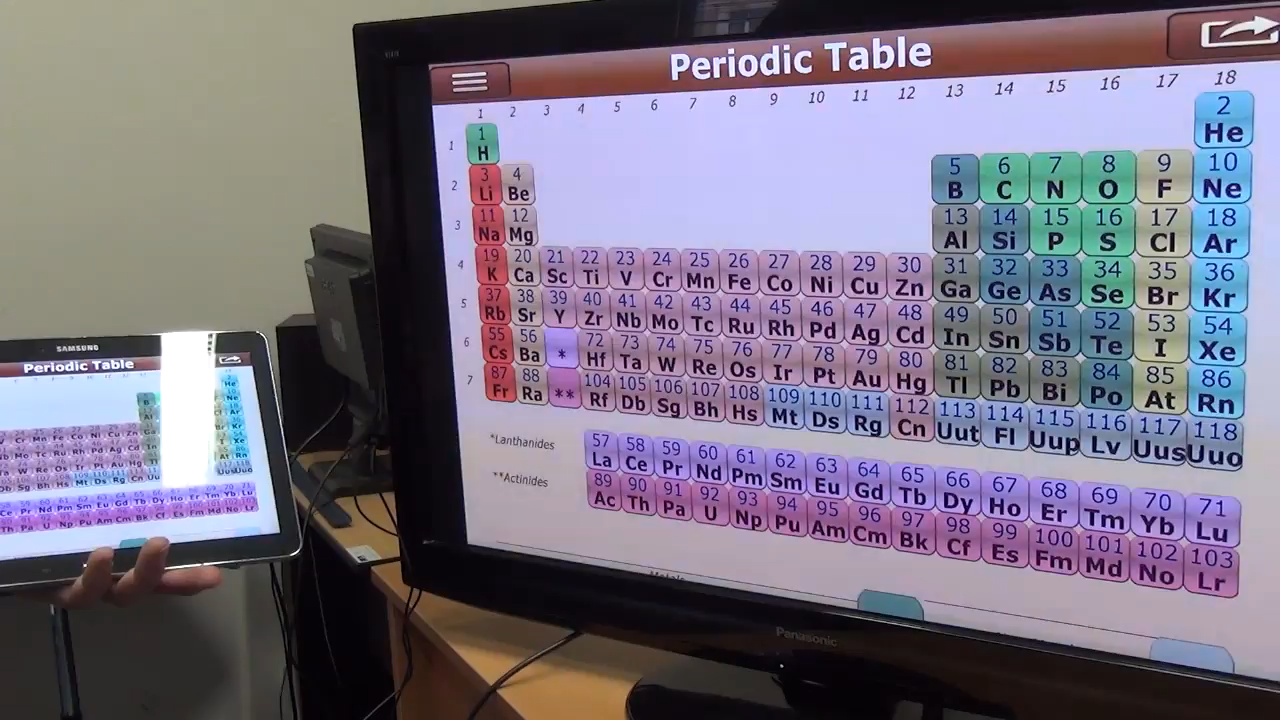 Periodic Table
1 2 3 4 5 6 7 8 9 10 11 12 13 14 15 16 17 18
1 1 H 2 He
2 3 Li 4 Be 5 B 6 C 7 N 8 O 9 F 10 Ne
3 11 Na 12 Mg 13 Al 14 Si 15 P 16 S 17 Cl 18 Ar
4 19 K 20 Ca 21 Sc 22 Ti 23 V 24 Cr 25 Mn 26 Fe 27 Co 28 Ni 29 Cu 30 Zn 31 Ga 32 Ge 33 As 34 Se 35 Br 36 Kr
5 37 Rb 38 Sr 39 Y 40 Zr 41 Nb 42 Mo 43 Tc 44 Ru 45 Rh 46 Pd 47 Ag 48 Cd 49 In 50 Sn 51 Sb 52 Te 53 I 54 Xe
6 55 Cs 56 Ba * 72 Hf 73 Ta 74 W 75 Re 76 Os 77 Ir 78 Pt 79 Au 80 Hg 81 Tl 82 Pb 83 Bi 84 Po 85 At 86 Rn
7 87 Fr 88 Ra ** 104 Rf 105 Db 106 Sg 107 Bh 108 Hs 109 Mt 110 Ds 111 Rg 112 Cn 113 Uut 114 Fl 115 Uup 116 Lv 117 Uus 118 Uuo
*Lanthanides 57 La 58 Ce 59 Pr 60 Nd 61 Pm 62 Sm 63 Eu 64 Gd 65 Tb 66 Dy 67 Ho 68 Er 69 Tm 70 Yb 71 Lu
**Actinides 89 Ac 90 Th 91 Pa 92 U 93 Np 94 Pu 95 Am 96 Cm 97 Bk 98 Cf 99 Es 100 Fm 101 Md 102 No 103 Lr
Panasonic
SAMSUNG
Periodic Table